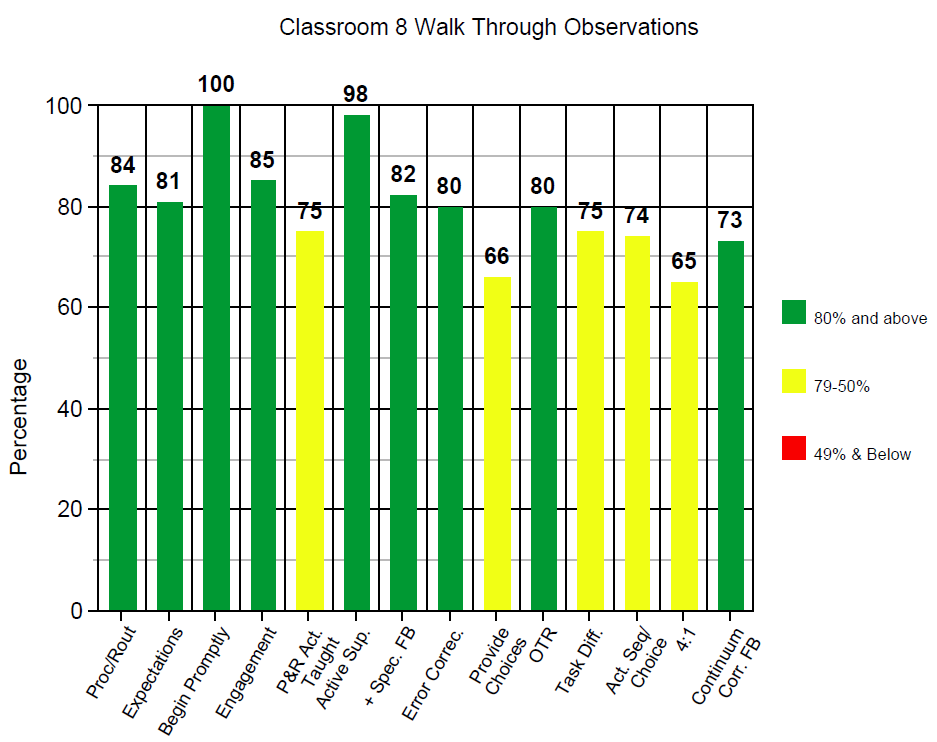 Classroom 8 Walk Through Observations
Percentage
100
80
60
40
20
0
84
81
100
85
75
98
82
80
66
80
75
74
65
73
Proc/Rout
Expectations
Begin Promptly
Engagement
P&R Act.
Taught
Active Sup.
+ Spec. FB
Error Correc.
Provide
Choices
OTR
Task Diff.
Act. Seq/
Choice
4:1
Continuum
Corr. FB
80% and above
79-50%
49% & Below